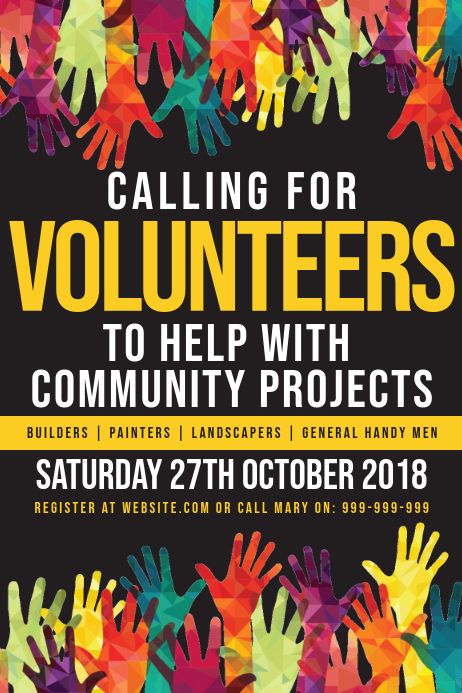 CALLING FOR
VOLUNTEERS
TO HELP WITH
COMMUNITY PROJECTS
BUILDERS | PAINTERS | LANDSCAPERS | GENERAL HANDY MEN
SATURDAY 27TH OCTOBER 2018
REGISTER AT WEBSITE.COM OR CALL MARY ON: 999-999-999